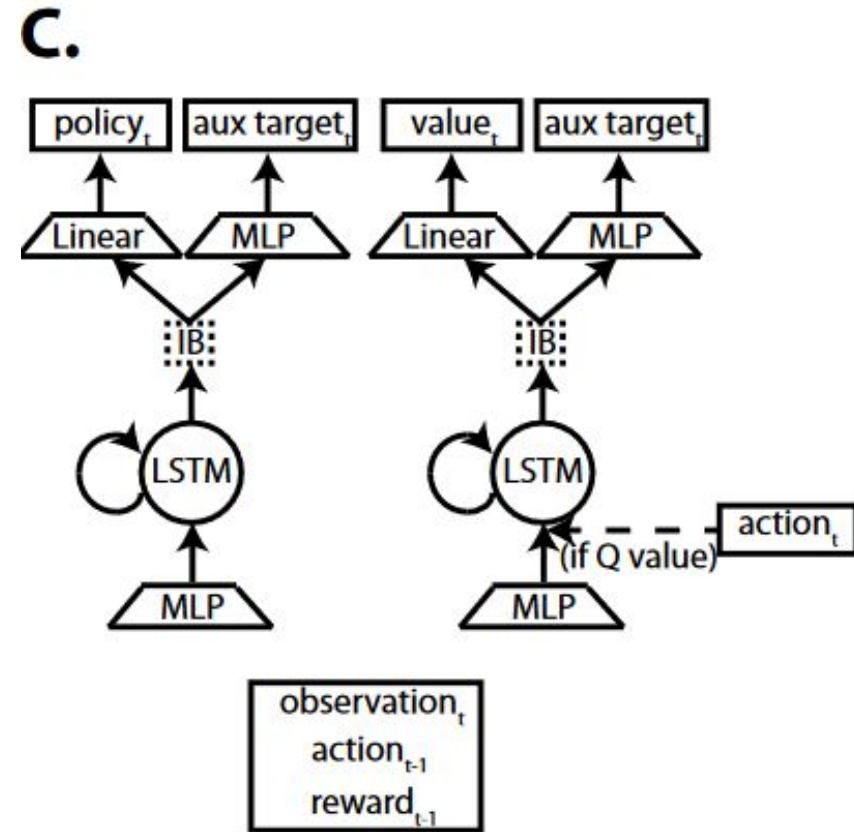 C.
policyₜ aux targetₜ valueₜ aux targetₜ
Linear MLP Linear MLP
IB IB
LSTM LSTM
actionₜ
(if Q value)
MLP MLP
observationₜ
actionₜ₋₁
rewardₜ₋₁